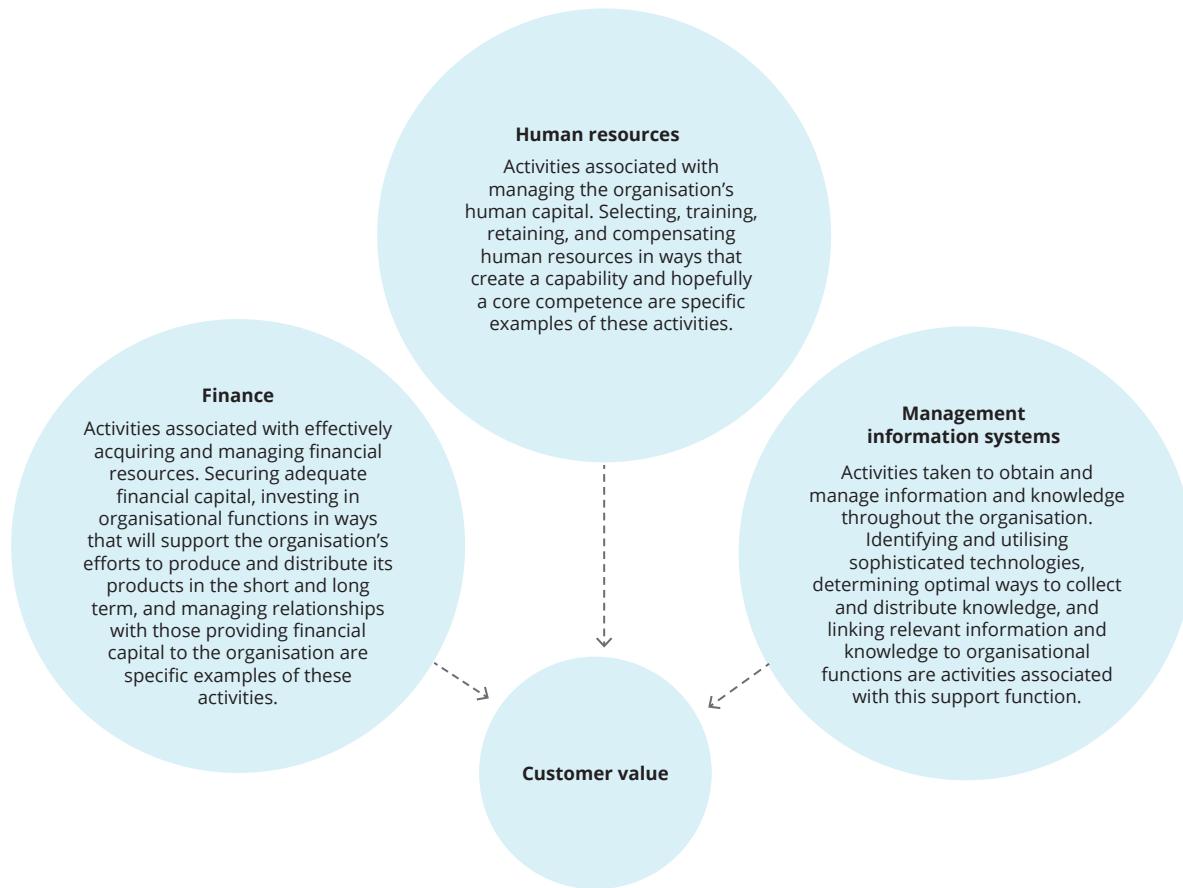 Human resources
Activities associated with
managing the organisation’s
human capital. Selecting, training,
retaining, and compensating
human resources in ways that
create a capability and hopefully
a core competence are specific
examples of these activities.
Finance
Activities associated with effectively
acquiring and managing financial
resources. Securing adequate
financial capital, investing in
organisational functions in ways
that will support the organisation’s
efforts to produce and distribute its
products in the short and long
term, and managing relationships
with those providing financial
capital to the organisation are
specific examples of these
activities.
Management
information systems
Activities taken to obtain and
manage information and knowledge
throughout the organisation.
Identifying and utilising
sophisticated technologies,
determining optimal ways to collect
and distribute knowledge, and
linking relevant information and
knowledge to organisational
functions are activities associated
with this support function.
Customer value